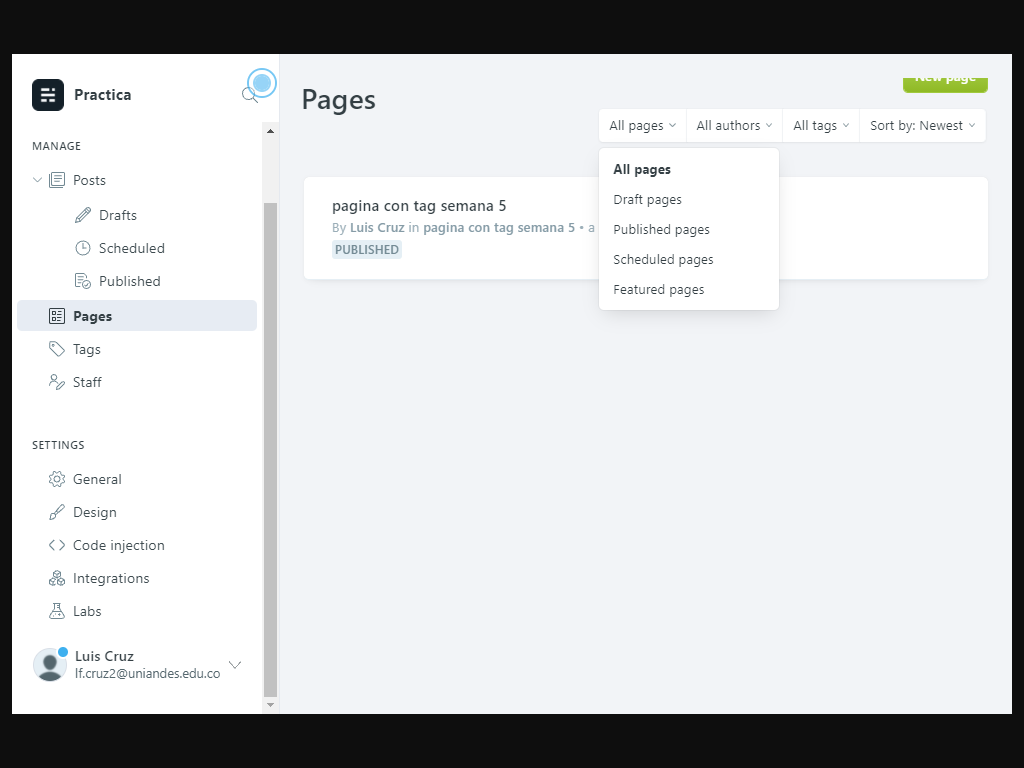 Practica
MANAGE
Posts
Drafts
Scheduled
Published
Pages
Tags
Staff
SETTINGS
General
Design
Code injection
Integrations
Labs
Luis Cruz
lf.cruz2@uniandes.edu.co
Pages
New page
All pages
All authors
All tags
Sort by: Newest
All pages
Draft pages
Published pages
Scheduled pages
Featured pages
pagina con tag semana 5
By Luis Cruz in pagina con tag semana 5 • a
PUBLISHED